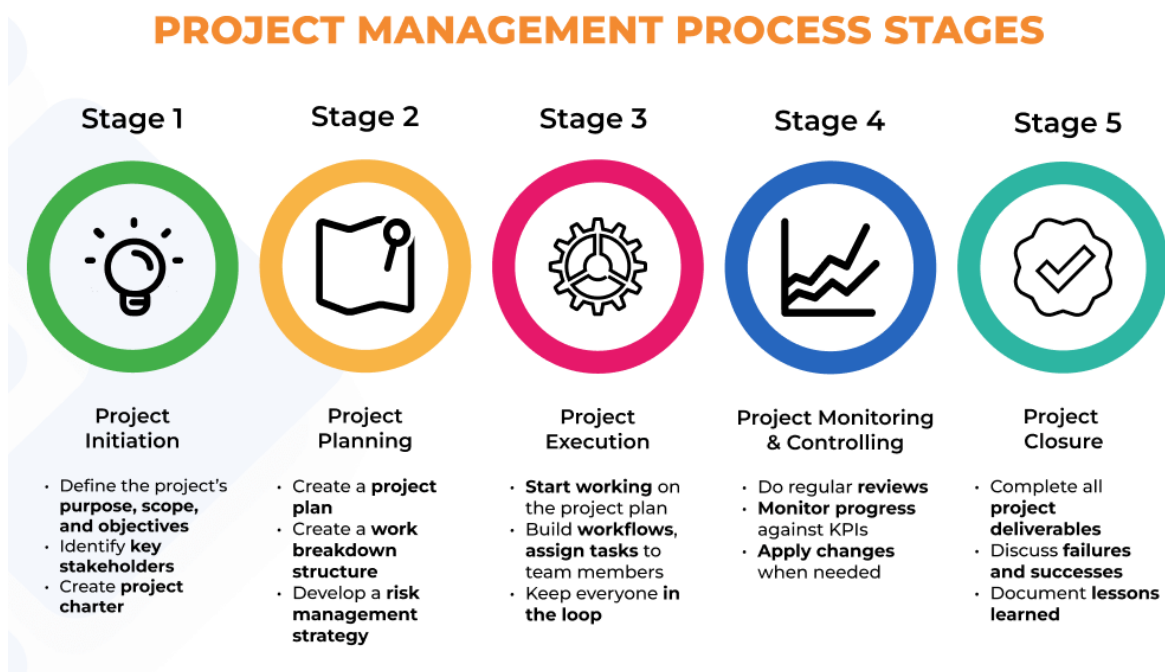 PROJECT MANAGEMENT PROCESS STAGES
Stage 1
Project
Initiation
• Define the project's
purpose, scope,
and objectives
• Identify key
stakeholders
• Create project
charter
Stage 2
Project
Planning
• Create a project
plan
• Create a work
breakdown
structure
• Develop a risk
management
strategy
Stage 3
Project
Execution
• Start working on
the project plan
• Build workflows,
assign tasks to
team members
• Keep everyone in
the loop
Stage 4
Project Monitoring
& Controlling
• Do regular reviews
• Monitor progress
against KPIs
• Apply changes
when needed
Stage 5
Project
Closure
• Complete all
project
deliverables
• Discuss failures
and successes
• Document lessons
learned